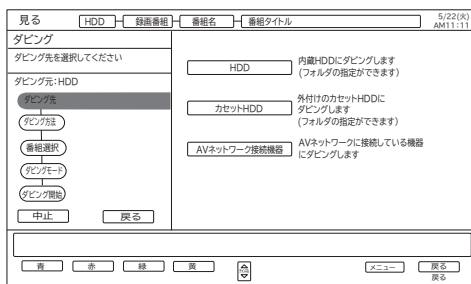 見る
HDD
録画番組
番組名
番組タイトル
5/22(火)
AM11:11
ダビング
ダビング先を選択してください
ダビング元:HDD
ダビング先
ダビング方法
番組選択
ダビングモード
ダビング開始
中止
戻る
HDD
内蔵HDDにダビングします
(フォルダの指定ができます)
カセットHDD
外付けのカセットHDDに
ダビングします
(フォルダの指定ができます)
AVネットワーク接続機器
AVネットワークに接続している機器
にダビングします
青
赤
緑
黄
メニュー
戻る
戻る